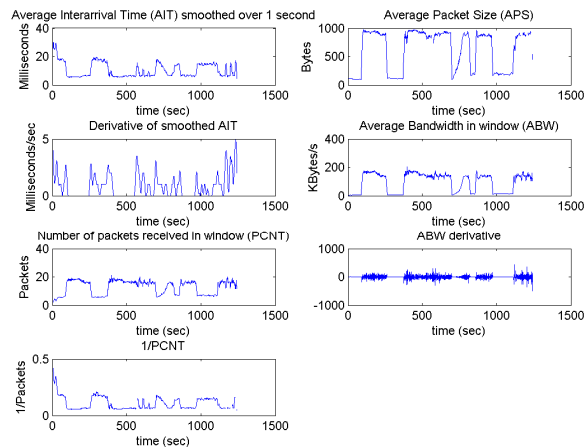 Average Interarrival Time (AIT) smoothed over 1 second
Milliseconds
40
20
0
0 500 1000 1500
time (sec)
Average Packet Size (APS)
Bytes
1000
500
0
0 500 1000 1500
time (sec)
Derivative of smoothed AIT
Milliseconds/sec
5
0
0 500 1000 1500
time (sec)
Average Bandwidth in window (ABW)
KBytes/s
400
200
0
0 500 1000 1500
time (sec)
Number of packets received in window (PCNT)
Packets
40
20
0
0 500 1000 1500
time (sec)
ABW derivative
1000
0
-1000
0 500 1000 1500
time (sec)
1/PCNT
1/Packets
0.5
0
0 500 1000 1500
time (sec)